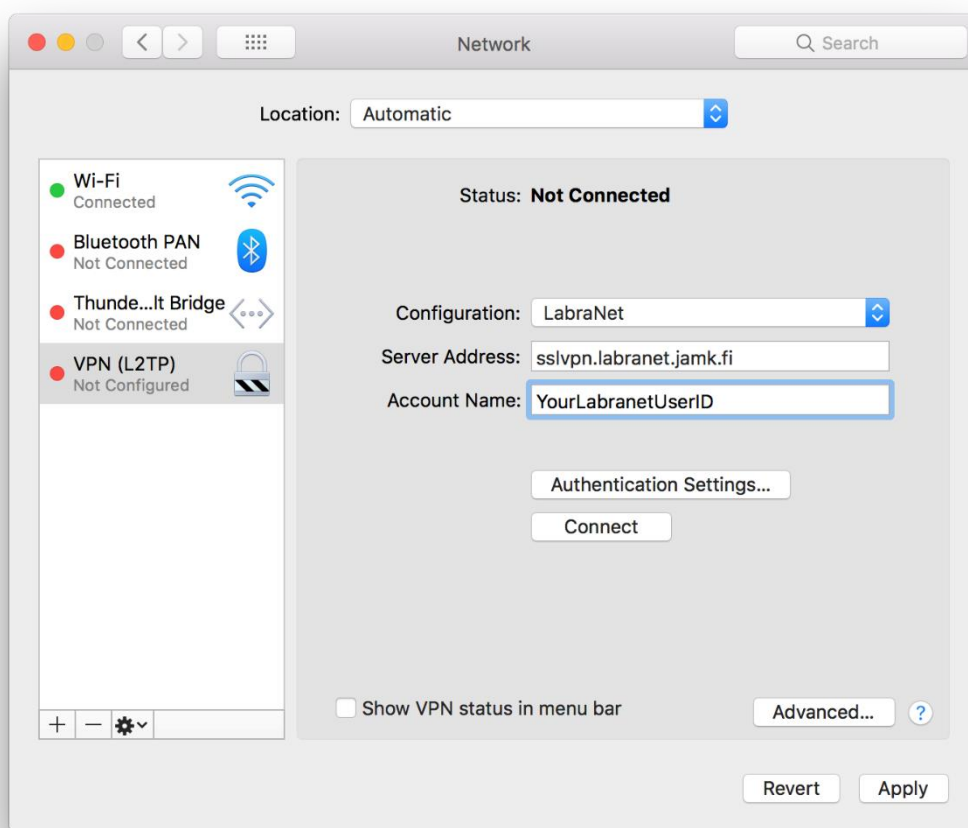 Network
Search
Location: Automatic
Wi-Fi
Connected
Bluetooth PAN
Not Connected
Thunde...lt Bridge
Not Connected
VPN (L2TP)
Not Configured
Status: Not Connected
Configuration: LabraNet
Server Address: sslvpn.labranet.jamk.fi
Account Name: YourLabranetUserID
Authentication Settings...
Connect
Show VPN status in menu bar
Advanced... ?
Revert Apply